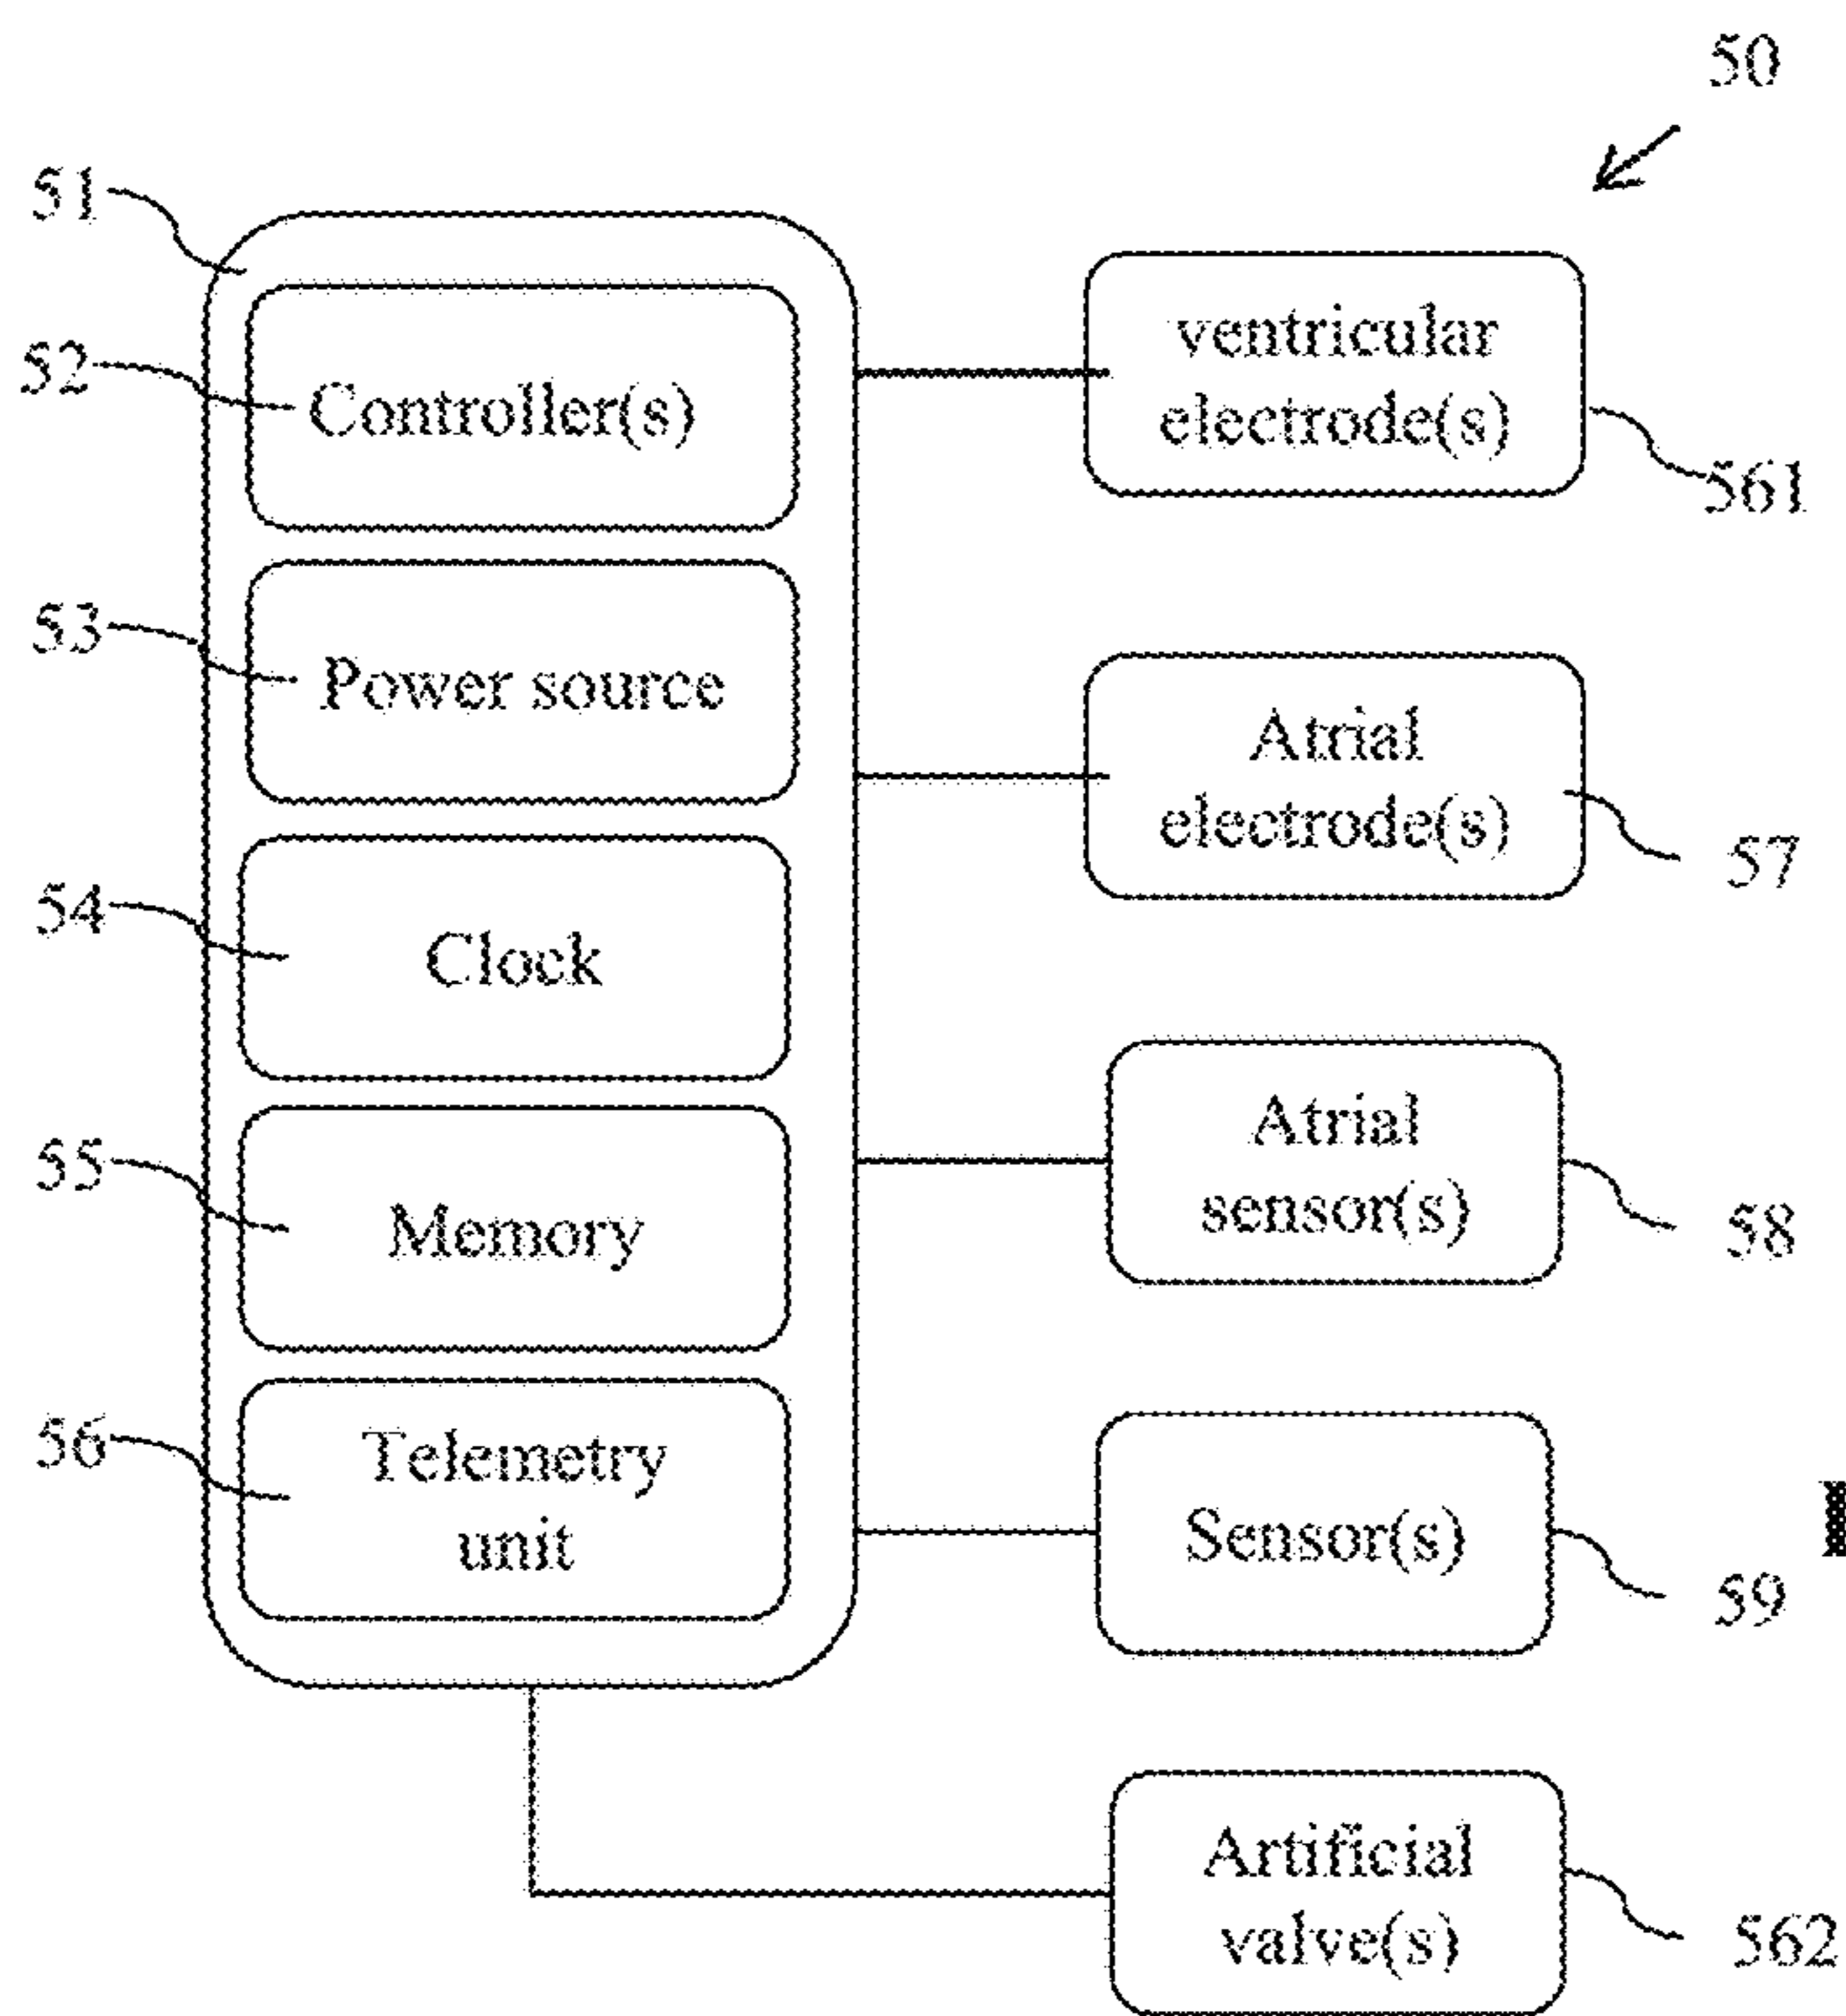 50
51
52
Controller(s)
ventricular
electrode(s)
561
53
Power source
Atrial
electrode(s)
57
54
Clock
55
Memory
Atrial
sensor(s)
58
56
Telemetry
unit
Sensor(s)
59
Artificial
valve(s)
562